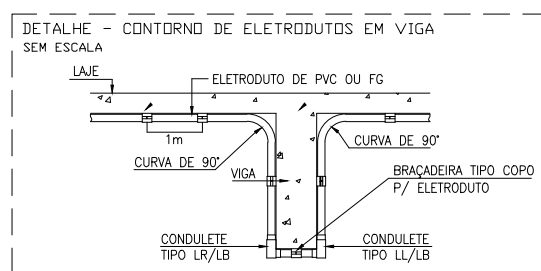 DETALHE - CONTORNO DE ELETRODUTOS EM VIGA
SEM ESCALA
LAJE
ELETRODUTO DE PVC OU FG
1m
CURVA DE 90°
CURVA DE 90°
VIGA
BRAÇADEIRA TIPO COPO
P/ ELETRODUTO
CONDULETE
TIPO LR/LB
CONDULETE
TIPO LL/LB